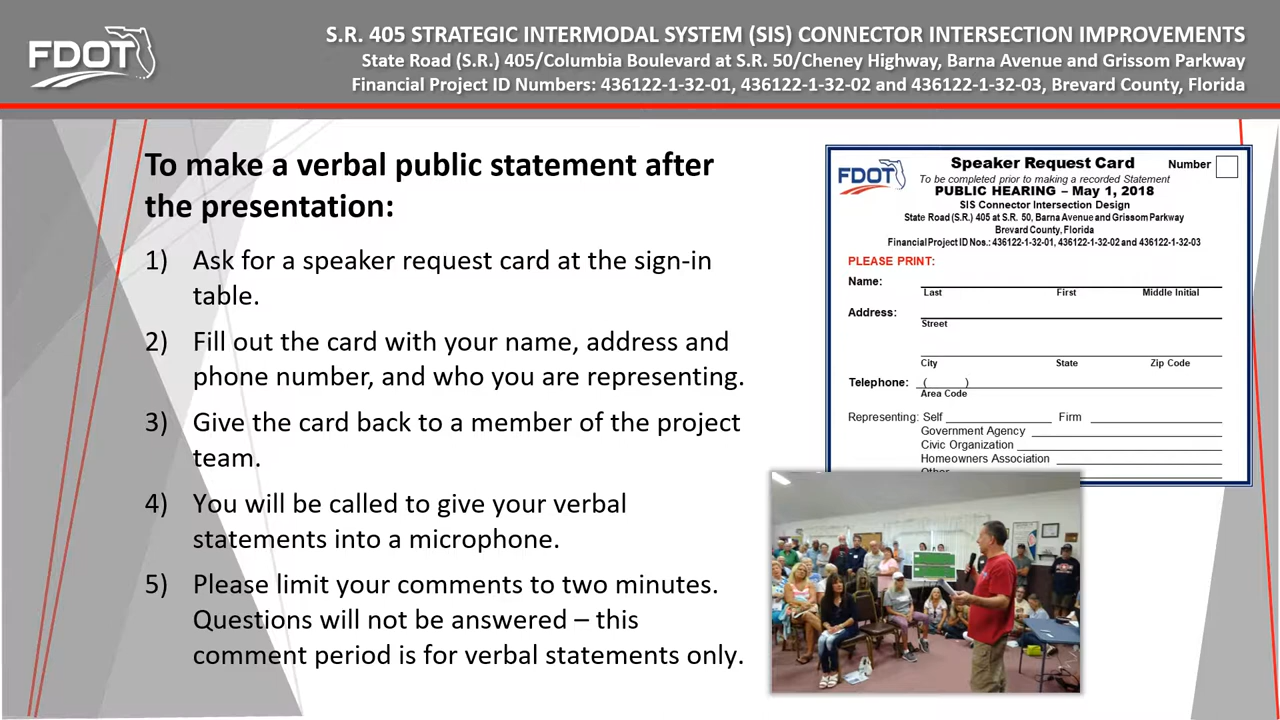 FDOT
S.R. 405 STRATEGIC INTERMODAL SYSTEM (SIS) CONNECTOR INTERSECTION IMPROVEMENTS
State Road (S.R.) 405/Columbia Boulevard at S.R. 50/Cheney Highway, Barna Avenue and Grissom Parkway
Financial Project ID Numbers: 436122-1-32-01, 436122-1-32-02 and 436122-1-32-03, Brevard County, Florida
To make a verbal public statement after
the presentation:
1) Ask for a speaker request card at the sign-in
table.
2) Fill out the card with your name, address and
phone number, and who you are representing.
3) Give the card back to a member of the project
team.
4) You will be called to give your verbal
statements into a microphone.
5) Please limit your comments to two minutes.
Questions will not be answered – this
comment period is for verbal statements only.
FDOT
Speaker Request Card Number
To be completed prior to making a recorded Statement
PUBLIC HEARING – May 1, 2018
SIS Connector Intersection Design
State Road (S.R.) 405 at S.R. 50, Barna Avenue and Grissom Parkway
Brevard County, Florida
Financial Project ID Nos.: 436122-1-32-01, 436122-1-32-02 and 436122-1-32-03
PLEASE PRINT:
Name:
Last First Middle Initial
Address:
Street
City State Zip Code
Telephone: ( )
Area Code
Representing: Self Firm
Government Agency
Civic Organization
Homeowners Association
Other